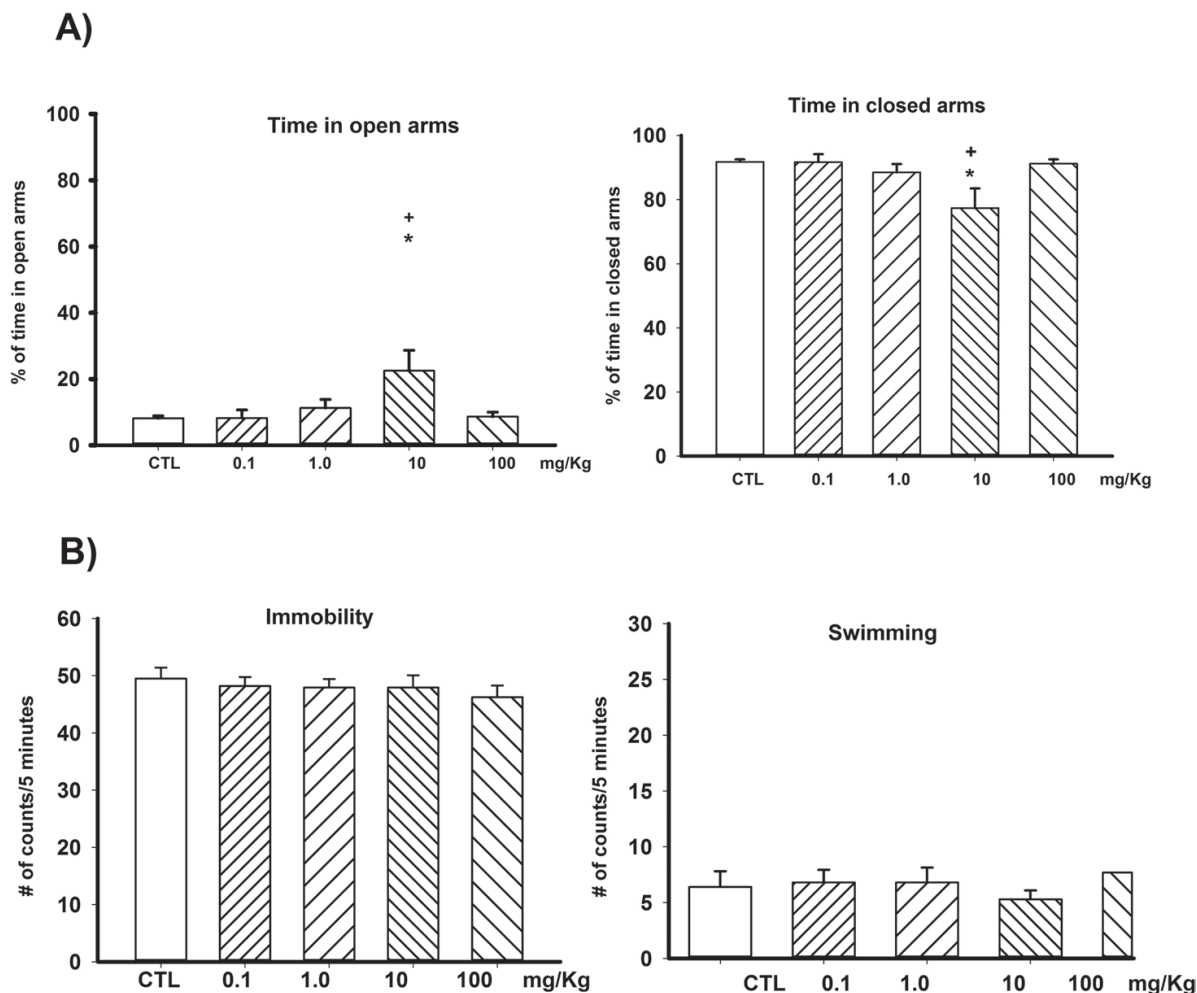 A)
Time in open arms
% of time in open arms
100
80
60
40
20
0
+
*
CTL 0.1 1.0 10 100 mg/Kg
Time in closed arms
% of time in closed arms
100
80
60
40
20
0
+
*
CTL 0.1 1.0 10 100 mg/Kg
B)
Immobility
# of counts/5 minutes
60
50
40
30
20
10
0
CTL 0.1 1.0 10 100 mg/Kg
Swimming
# of counts/5 minutes
30
25
20
15
10
5
0
CTL 0.1 1.0 10 100 mg/Kg